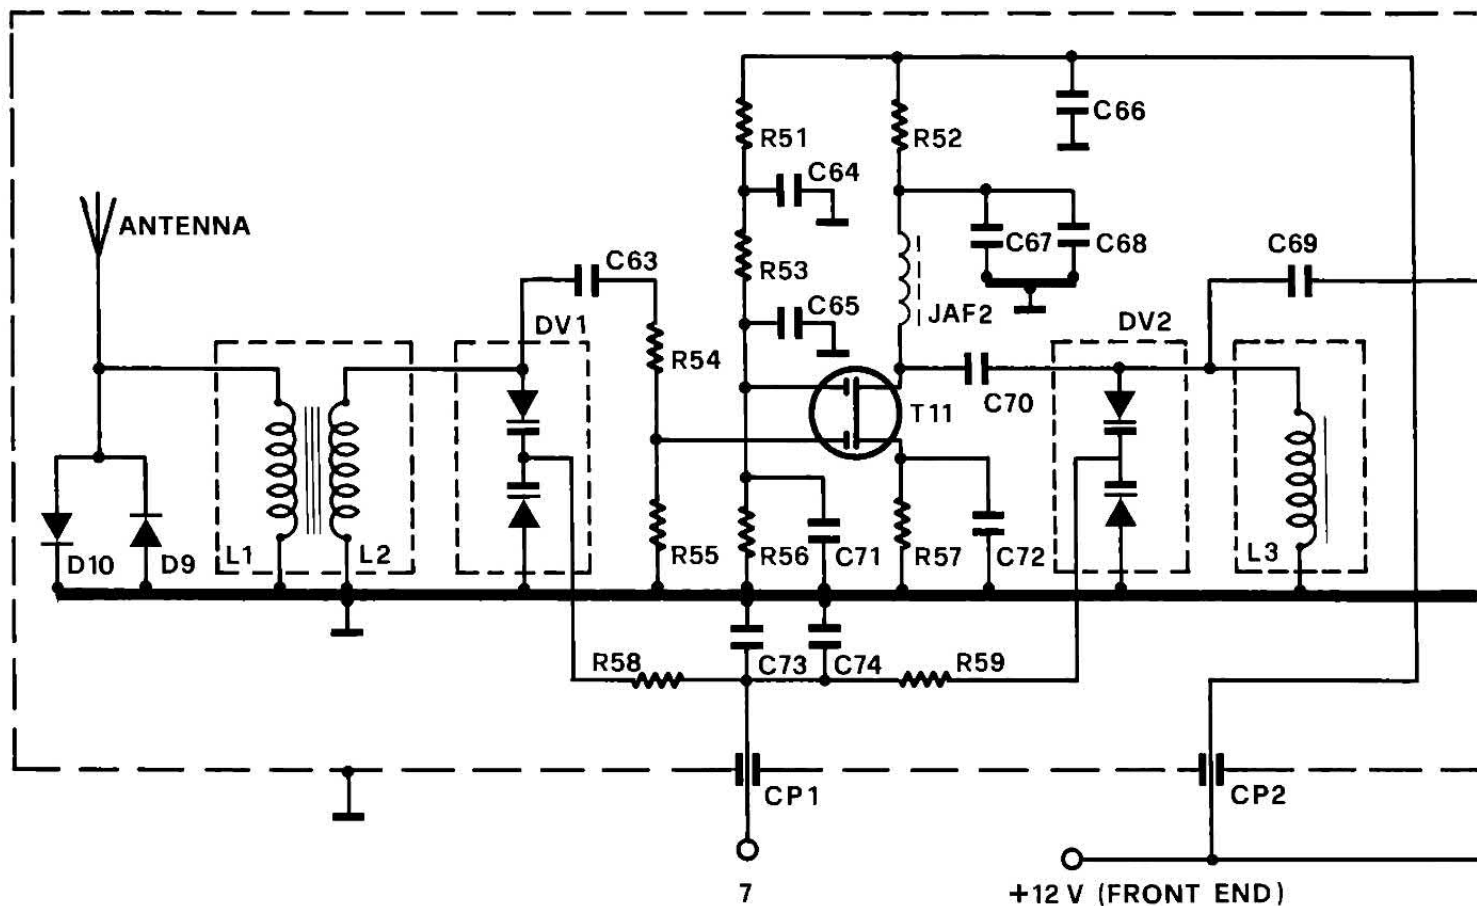 C66
R51
R52
C64
ANTENNA
C63
R53
C67
C68
C69
C65
DV1
JAF2
DV2
R54
T11
C70
D10
D9
L1
L2
R55
R56
C71
R57
C72
L3
R58
C73
C74
R59
CP1
CP2
7
+12 V (FRONT END)